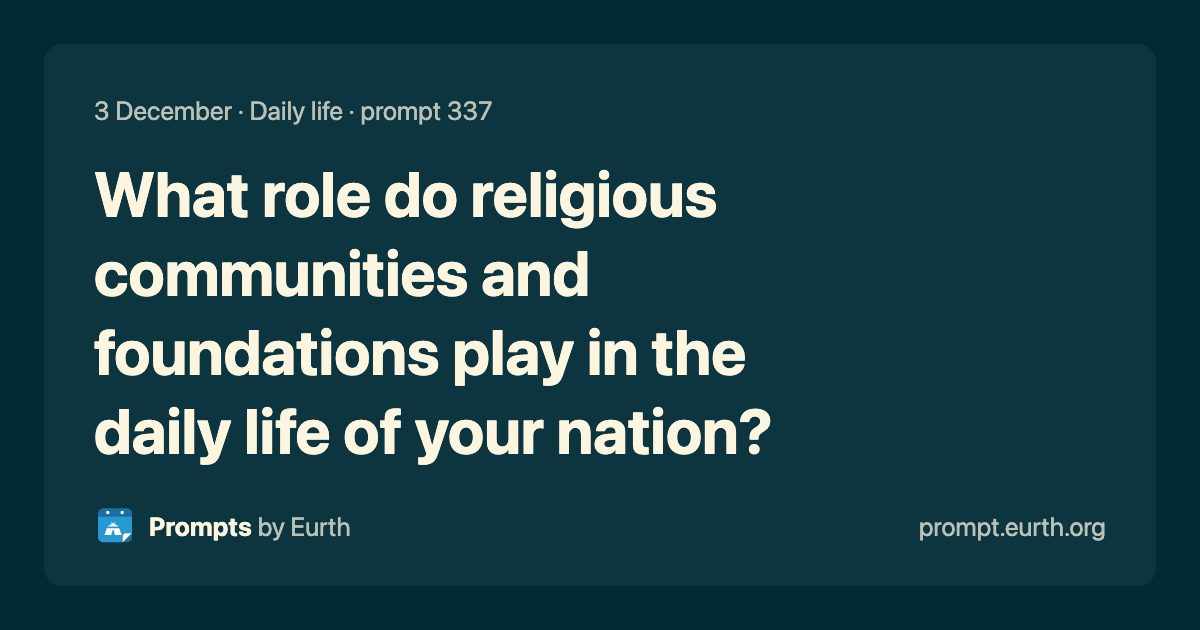 3 December · Daily life · prompt 337
What role do religious
communities and
foundations play in the
daily life of your nation?
Prompts by Eurth
prompt.eurth.org